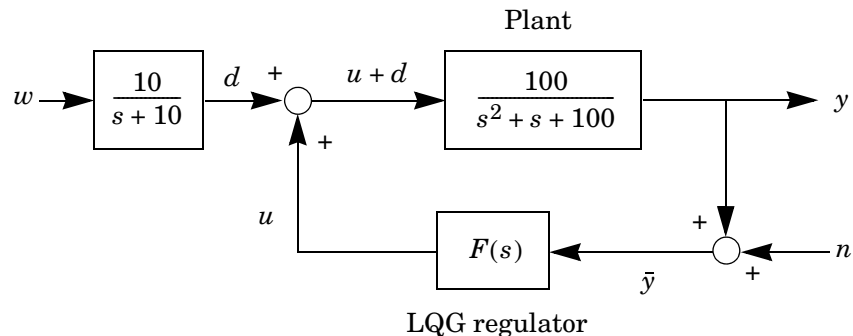 Plant
w
10
s + 10
d
+
u + d
100
s² + s + 100
y
+
u
F(s)
ȳ
+
+
n
LQG regulator